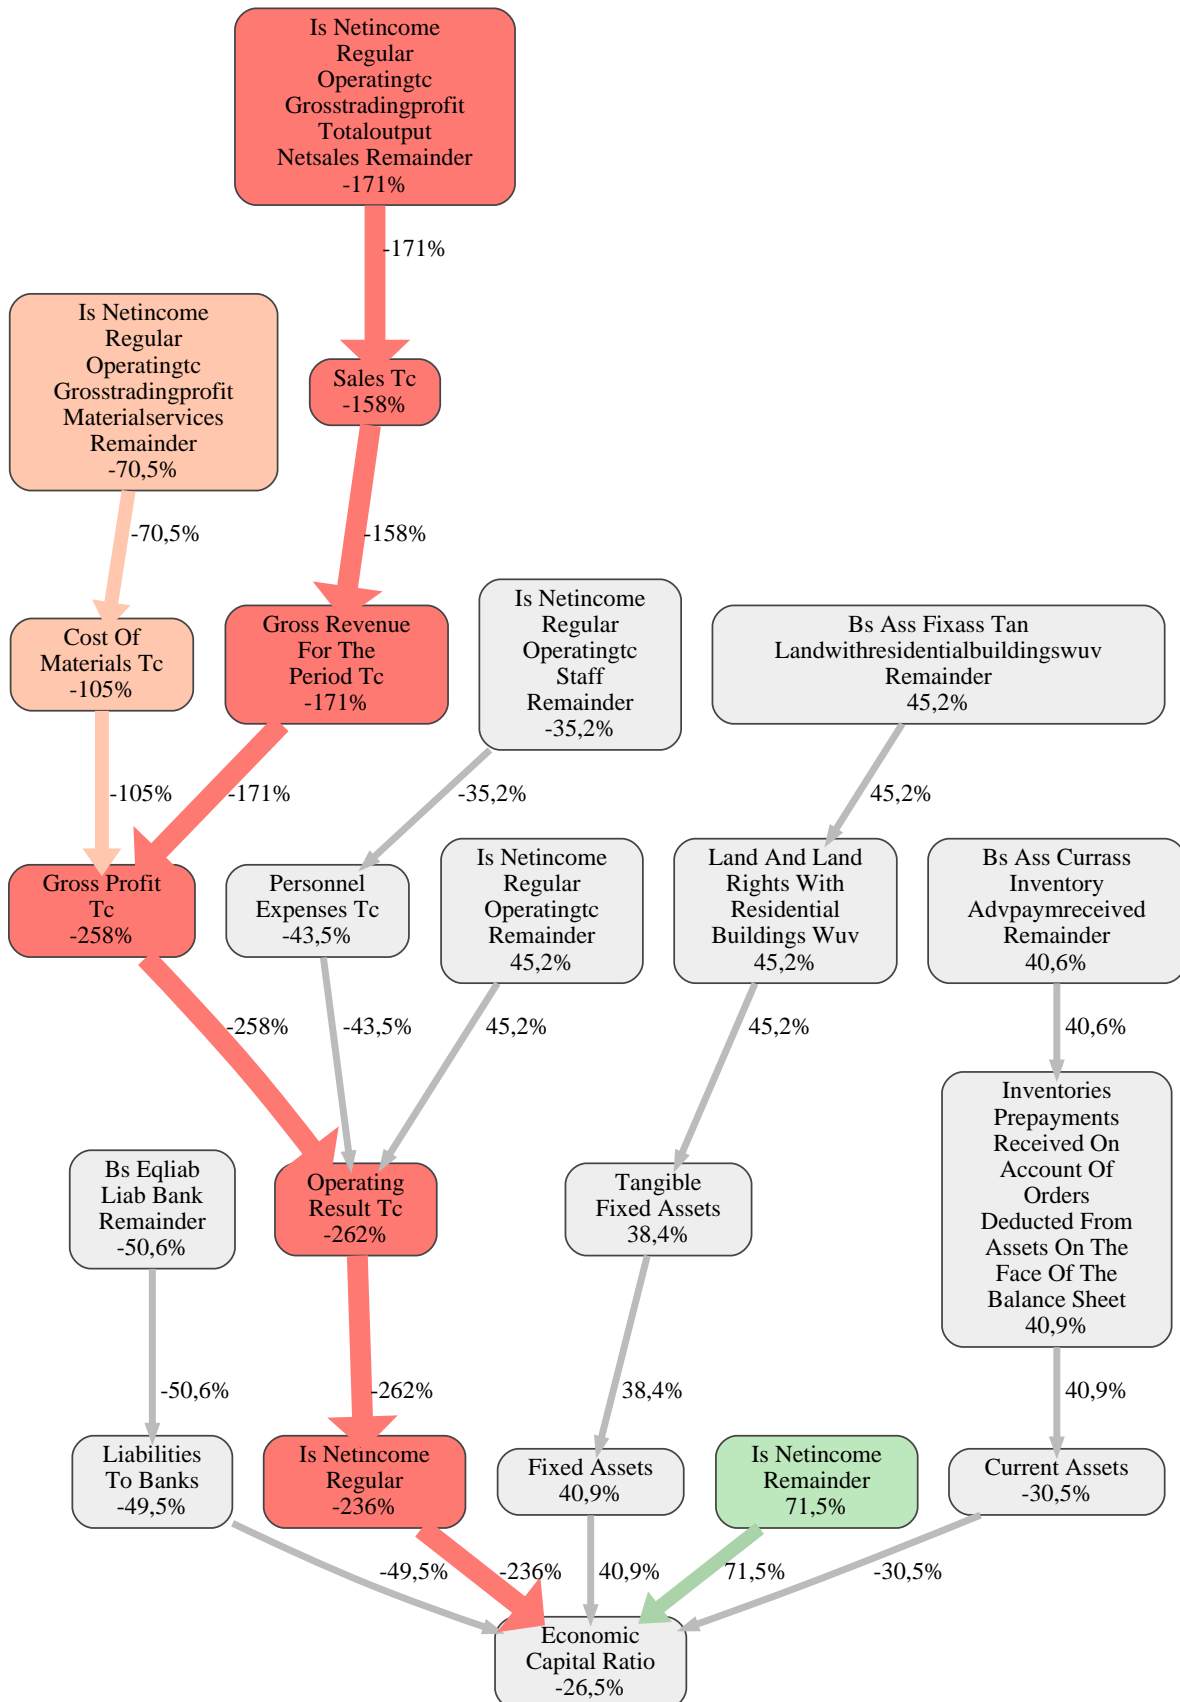 Is Netincome
Regular
Operatingtc
Grosstradingprofit
Totaloutput
Netsales Remainder
-171%
-171%
Is Netincome
Regular
Operatingtc
Grosstradingprofit
Materialservices
Remainder
-70,5%
Sales Tc
-158%
-70,5%
-158%
Is Netincome
Regular
Operatingtc
Staff
Remainder
-35,2%
Cost Of
Materials Tc
-105%
Gross Revenue
For The
Period Tc
-171%
Bs Ass Fixass Tan
Landwithresidentialbuildingswuv
Remainder
45,2%
-105%
-171%
-35,2%
45,2%
Gross Profit
Tc
-258%
Personnel
Expenses Tc
-43,5%
Is Netincome
Regular
Operatingtc
Remainder
45,2%
Land And Land
Rights With
Residential
Buildings Wuv
45,2%
Bs Ass Currass
Inventory
Advpaymreceived
Remainder
40,6%
-258%
-43,5%
45,2%
45,2%
40,6%
Bs Eqliab
Liab Bank
Remainder
-50,6%
Operating
Result Tc
-262%
Tangible
Fixed Assets
38,4%
Inventories
Prepayments
Received On
Account Of
Orders
Deducted From
Assets On The
Face Of The
Balance Sheet
40,9%
-50,6%
-262%
38,4%
40,9%
Liabilities
To Banks
-49,5%
Is Netincome
Regular
-236%
Fixed Assets
40,9%
Is Netincome
Remainder
71,5%
Current Assets
-30,5%
-49,5%
-236%
40,9%
71,5%
-30,5%
Economic
Capital Ratio
-26,5%